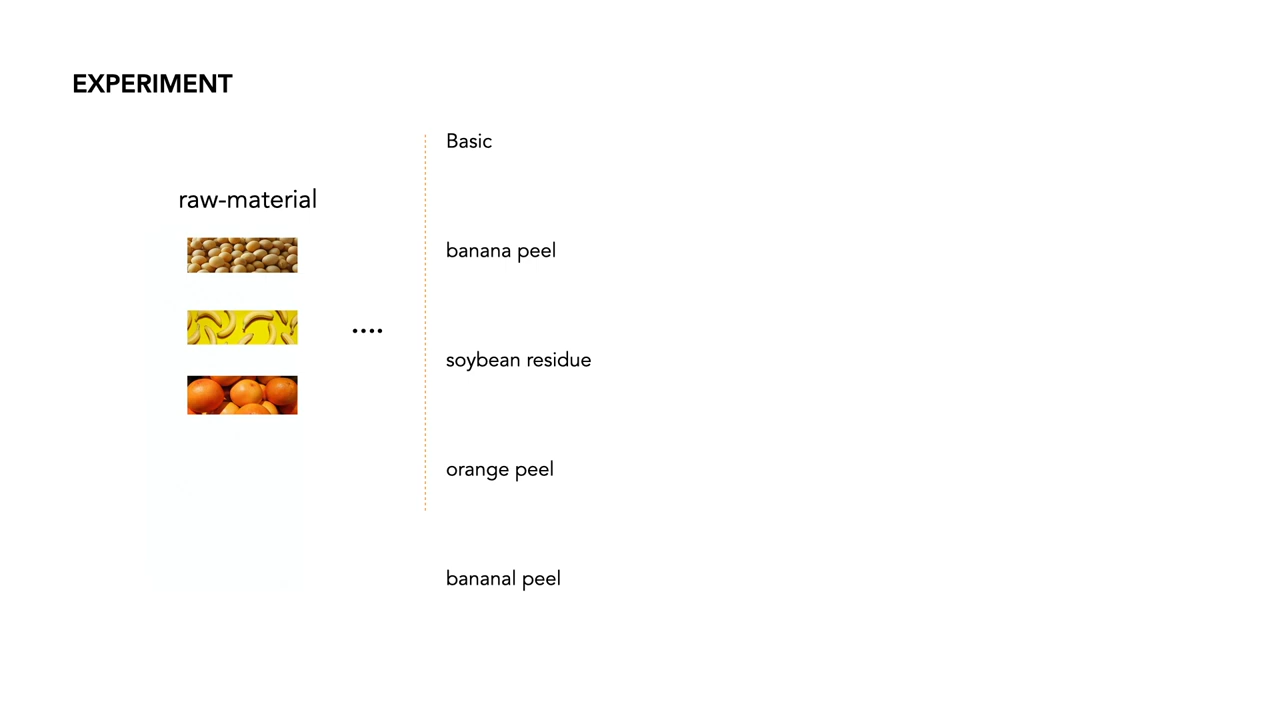 EXPERIMENT
raw-material
....
Basic
banana peel
soybean residue
orange peel
bananal peel